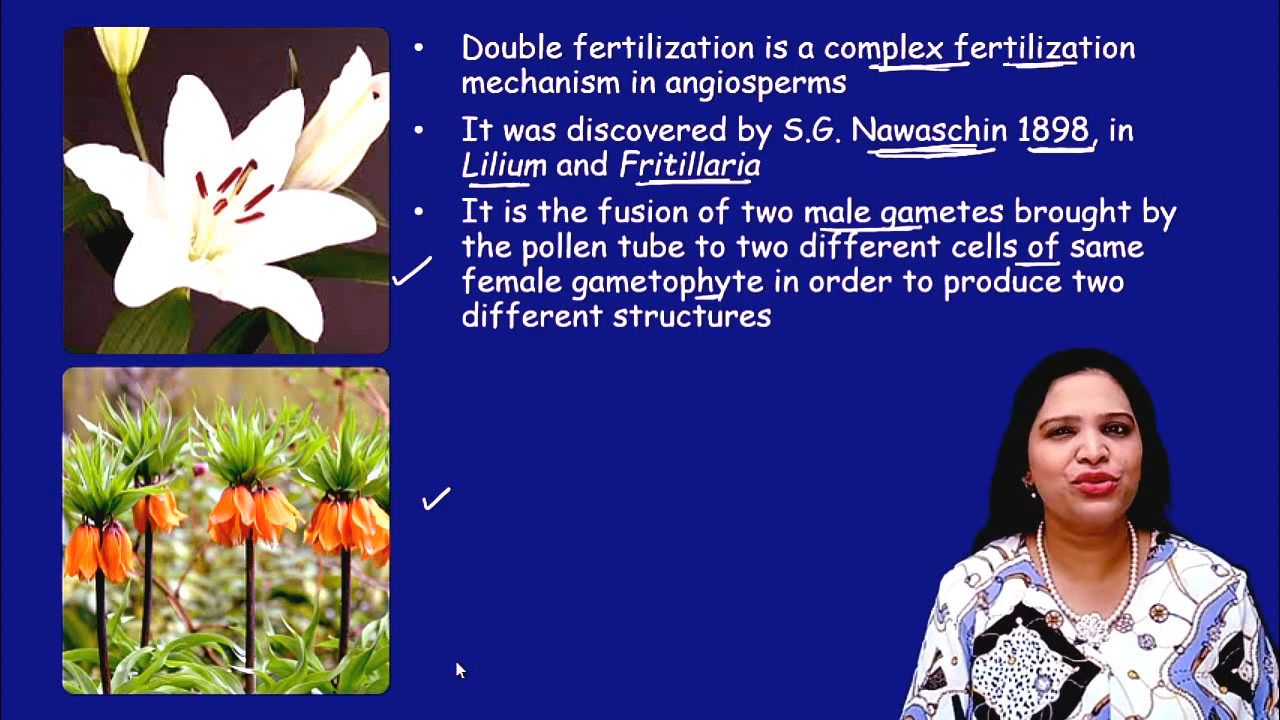 • Double fertilization is a complex fertilization
mechanism in angiosperms
• It was discovered by S.G. Nawaschin 1898, in
Lilium and Fritillaria
• It is the fusion of two male gametes brought by
the pollen tube to two different cells of same
female gametophyte in order to produce two
different structures